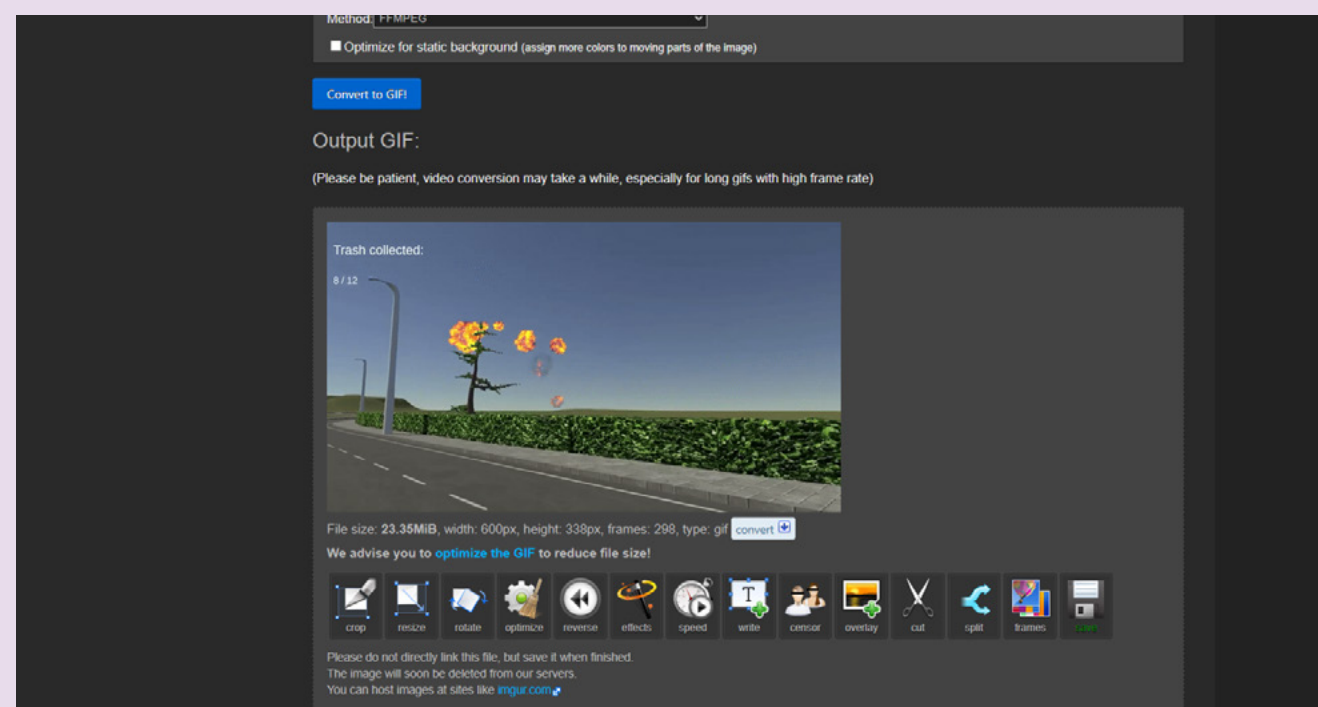 Method: FFMPEG
Optimize for static background (assign more colors to moving parts of the image)
Convert to GIF!
Output GIF:
(Please be patient, video conversion may take a while, especially for long gifs with high frame rate)
Trash collected:
8 / 12
File size: 23.35MiB, width: 600px, height: 338px, frames: 298, type: gif convert
We advise you to optimize the GIF to reduce file size!
crop resize rotate optimize reverse effects speed write censor overlay cut split frames save
Please do not directly link this file, but save it when finished.
The image will soon be deleted from our servers.
You can host images at sites like imgur.com